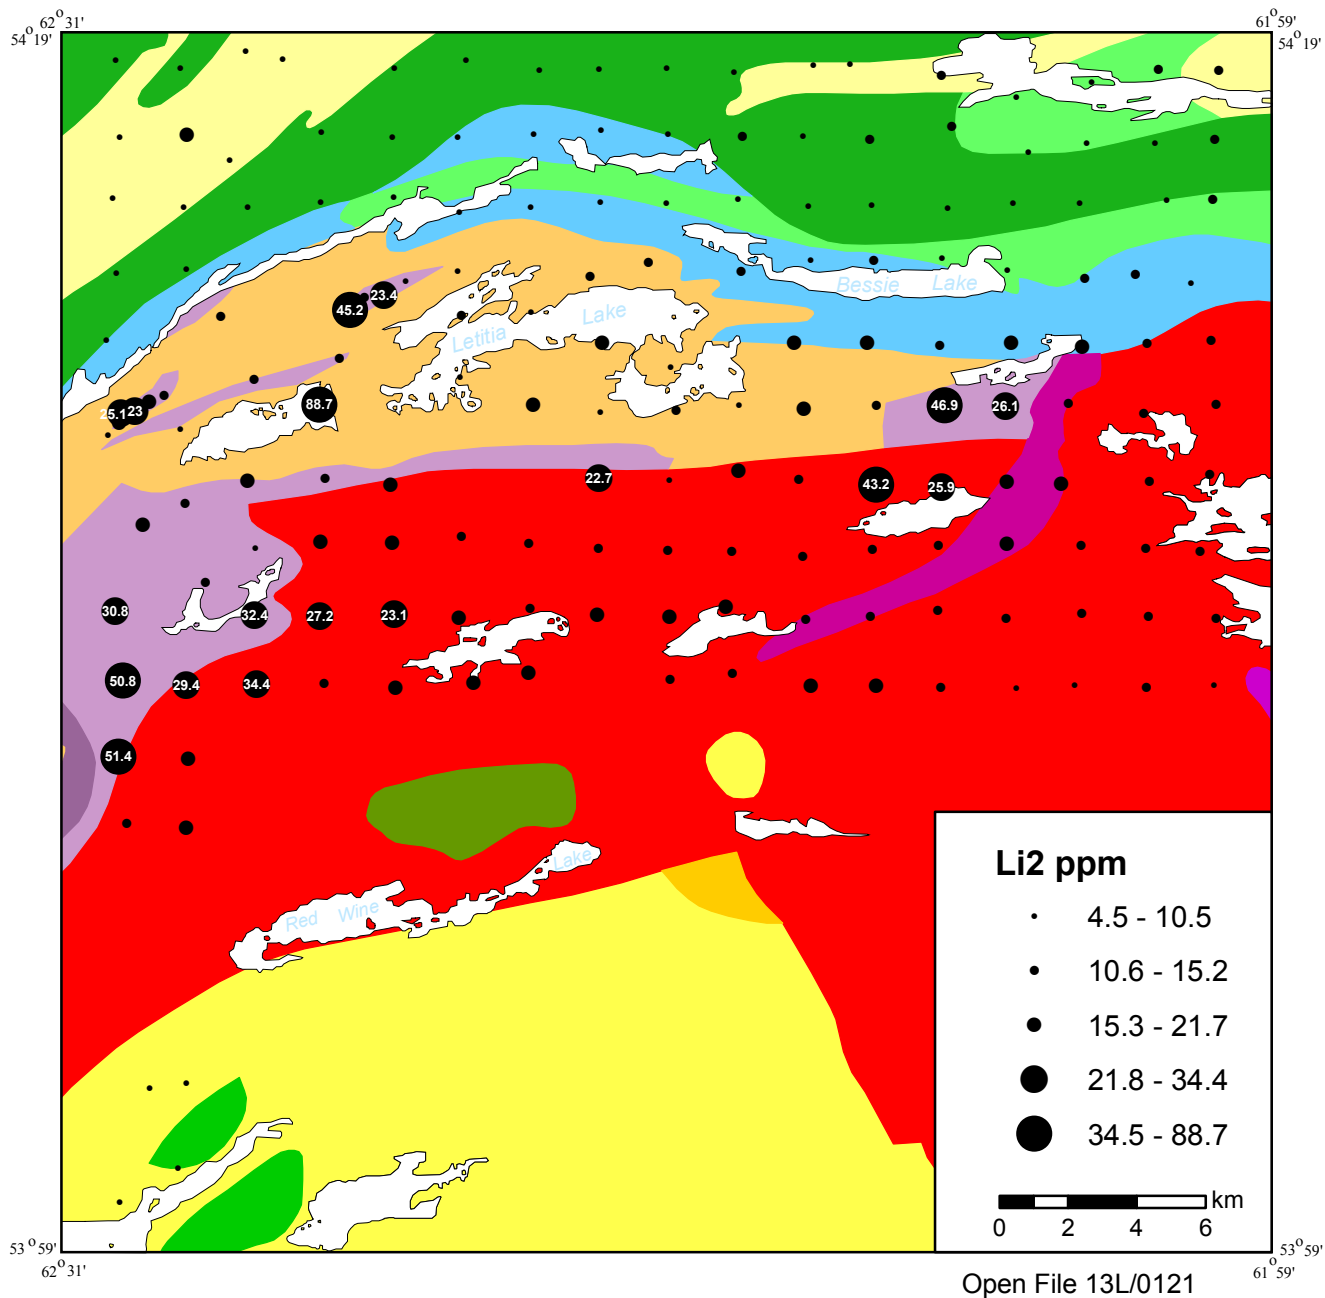 62°31'
61°59'
54°19'
54°19'
Bessie Lake
23.4
45.2
Letitia Lake
25.1 23
88.7
46.9
26.1
22.7
43.2
25.9
30.8
32.4
27.2
23.1
50.8
29.4
34.4
51.4
Red Wine Lake
Li2 ppm
4.5 - 10.5
10.6 - 15.2
15.3 - 21.7
21.8 - 34.4
34.5 - 88.7
km
0 2 4 6
53°59'
53°59'
62°31'
61°59'
Open File 13L/0121